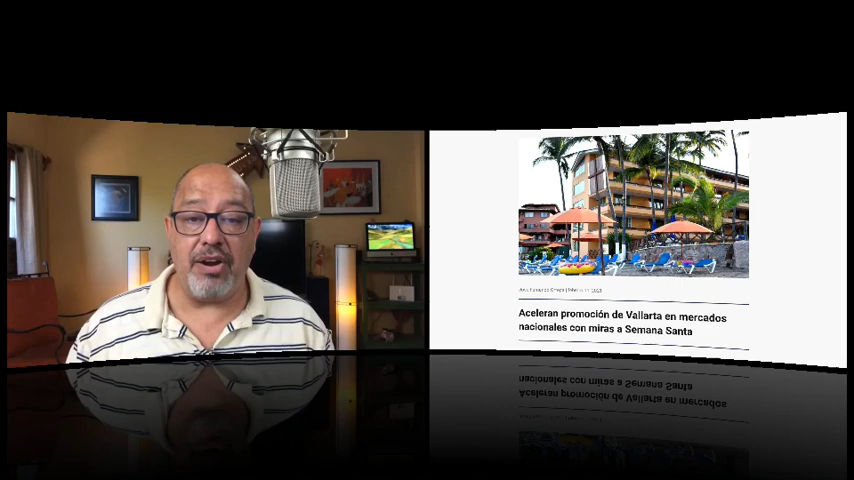 Aceleran promoción de Vallarta en mercados
nacionales con miras a Semana Santa